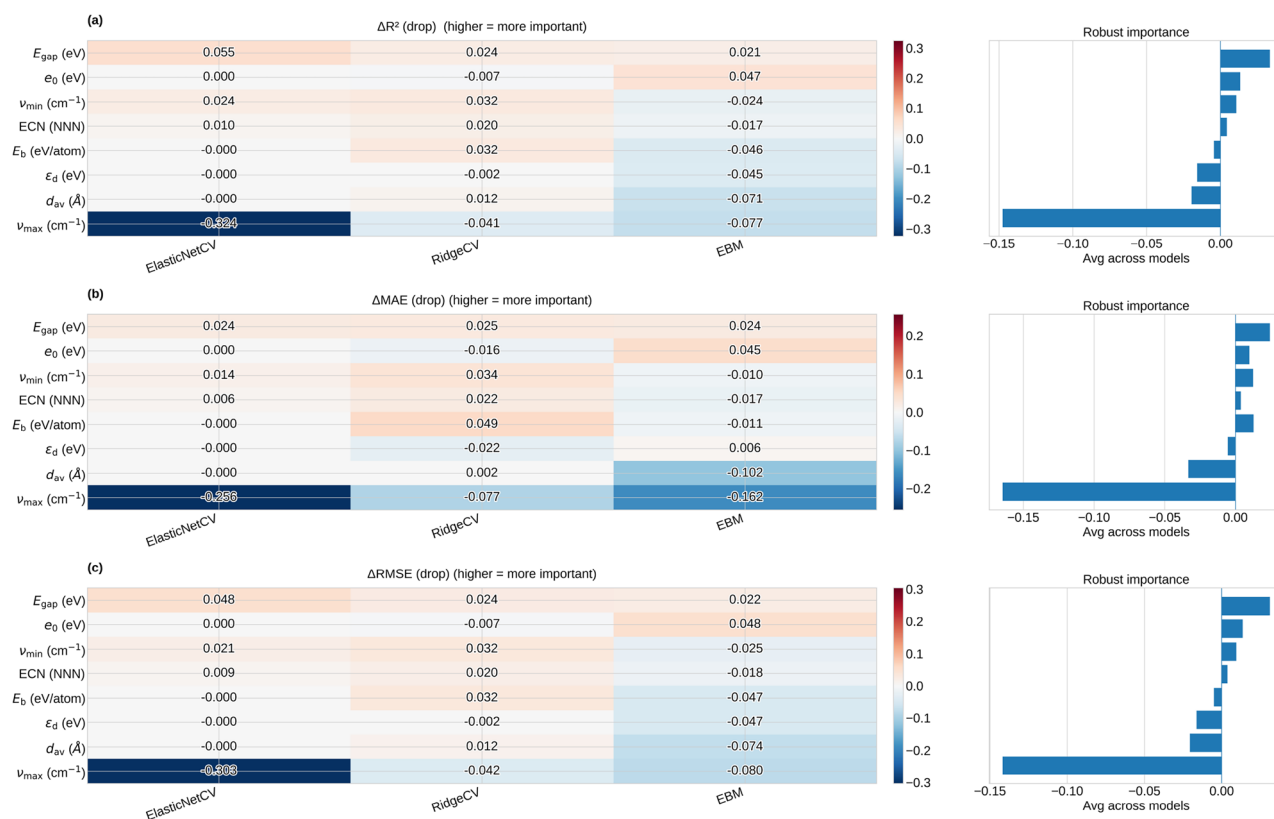 (a)
ΔR² (drop)  (higher = more important)
E_gap (eV) 0.055 0.024 0.021
e_0 (eV) 0.000 -0.007 0.047
ν_min (cm⁻¹) 0.024 0.032 -0.024
ECN (NNN) 0.010 0.020 -0.017
E_b (eV/atom) -0.000 0.032 -0.046
ε_d (eV) -0.000 -0.002 -0.045
d_av (Å) -0.000 0.012 -0.071
ν_max (cm⁻¹) -0.324 -0.041 -0.077
ElasticNetCV RidgeCV EBM
0.3
0.2
0.1
0.0
−0.1
−0.2
−0.3
Robust importance
−0.15 −0.10 −0.05 0.00
Avg across models
(b)
ΔMAE (drop) (higher = more important)
E_gap (eV) 0.024 0.025 0.024
e_0 (eV) 0.000 -0.016 0.045
ν_min (cm⁻¹) 0.014 0.034 -0.010
ECN (NNN) 0.006 0.022 -0.017
E_b (eV/atom) -0.000 0.049 -0.011
ε_d (eV) -0.000 -0.022 0.006
d_av (Å) -0.000 0.002 -0.102
ν_max (cm⁻¹) -0.256 -0.077 -0.162
ElasticNetCV RidgeCV EBM
0.2
0.1
0.0
−0.1
−0.2
Robust importance
−0.15 −0.10 −0.05 0.00
Avg across models
(c)
ΔRMSE (drop) (higher = more important)
E_gap (eV) 0.048 0.024 0.022
e_0 (eV) 0.000 -0.007 0.048
ν_min (cm⁻¹) 0.021 0.032 -0.025
ECN (NNN) 0.009 0.020 -0.018
E_b (eV/atom) -0.000 0.032 -0.047
ε_d (eV) -0.000 -0.002 -0.047
d_av (Å) -0.000 0.012 -0.074
ν_max (cm⁻¹) -0.303 -0.042 -0.080
ElasticNetCV RidgeCV EBM
0.3
0.2
0.1
0.0
−0.1
−0.2
−0.3
Robust importance
−0.15 −0.10 −0.05 0.00
Avg across models